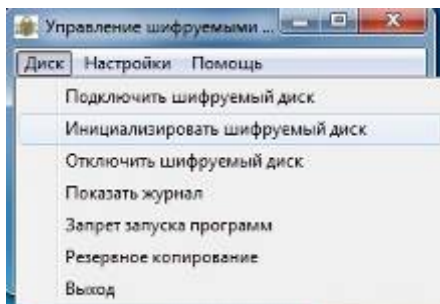 Управление шифруемыми ...
Диск Настройки Помощь
Подключить шифруемый диск
Инициализировать шифруемый диск
Отключить шифруемый диск
Показать журнал
Запрет запуска программ
Резервное копирование
Выход